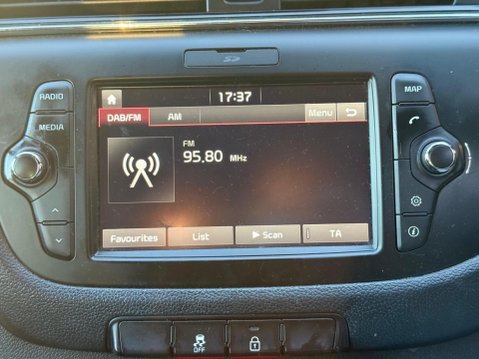 SD
RADIO
MEDIA
MAP
17:37
DAB/FM AM Menu
FM
95.80 MHz
Favourites List Scan TA
OFF